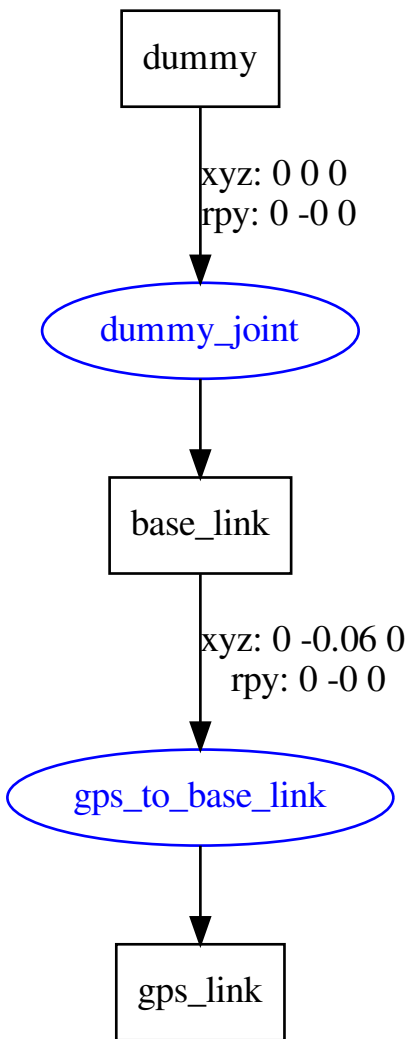 dummy
xyz: 0 0 0
rpy: 0 -0 0
dummy_joint
base_link
xyz: 0 -0.06 0
rpy: 0 -0 0
gps_to_base_link
gps_link